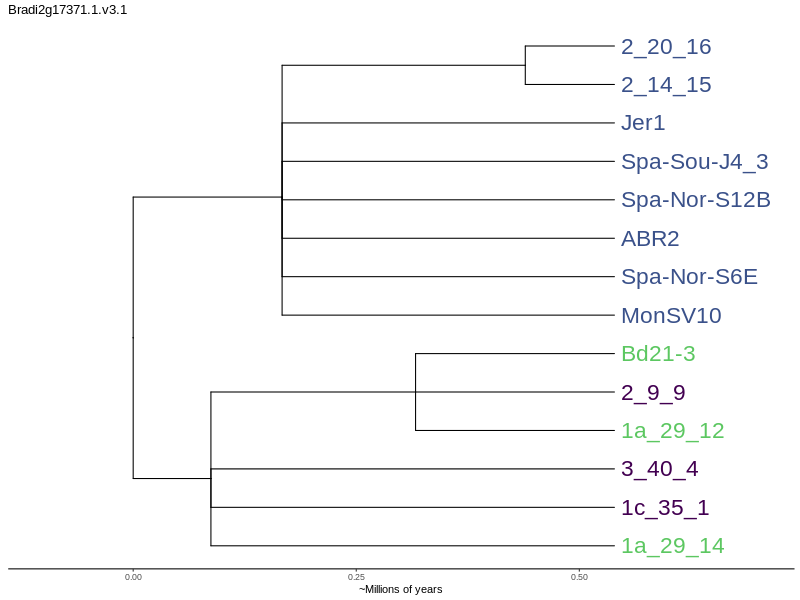 Bradi2g17371.1.v3.1
2_20_16
2_14_15
Jer1
Spa-Sou-J4_3
Spa-Nor-S12B
ABR2
Spa-Nor-S6E
MonSV10
Bd21-3
2_9_9
1a_29_12
3_40_4
1c_35_1
1a_29_14
0.00 0.25 0.50
~Millions of years